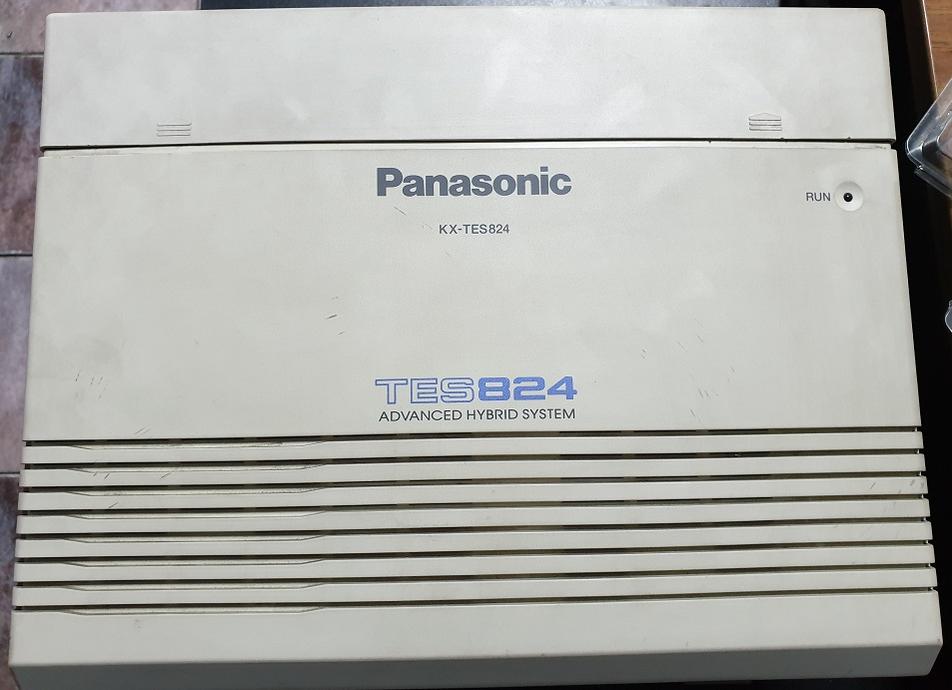 Panasonic
RUN
KX-TES824
TES824
ADVANCED HYBRID SYSTEM